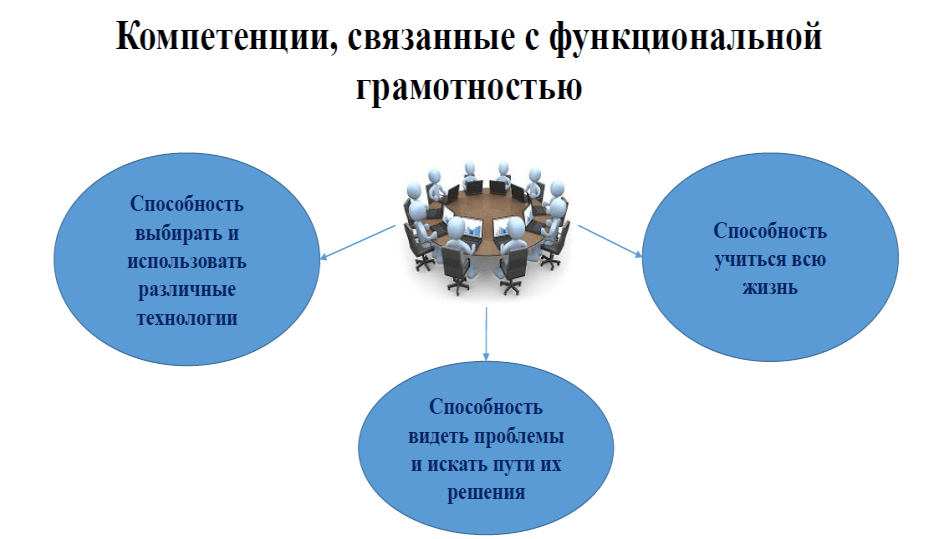 Компетенции, связанные с функциональной
грамотностью
Способность
выбирать и
использовать
различные
технологии
Способность
учиться всю
жизнь
Способность
видеть проблемы
и искать пути их
решения